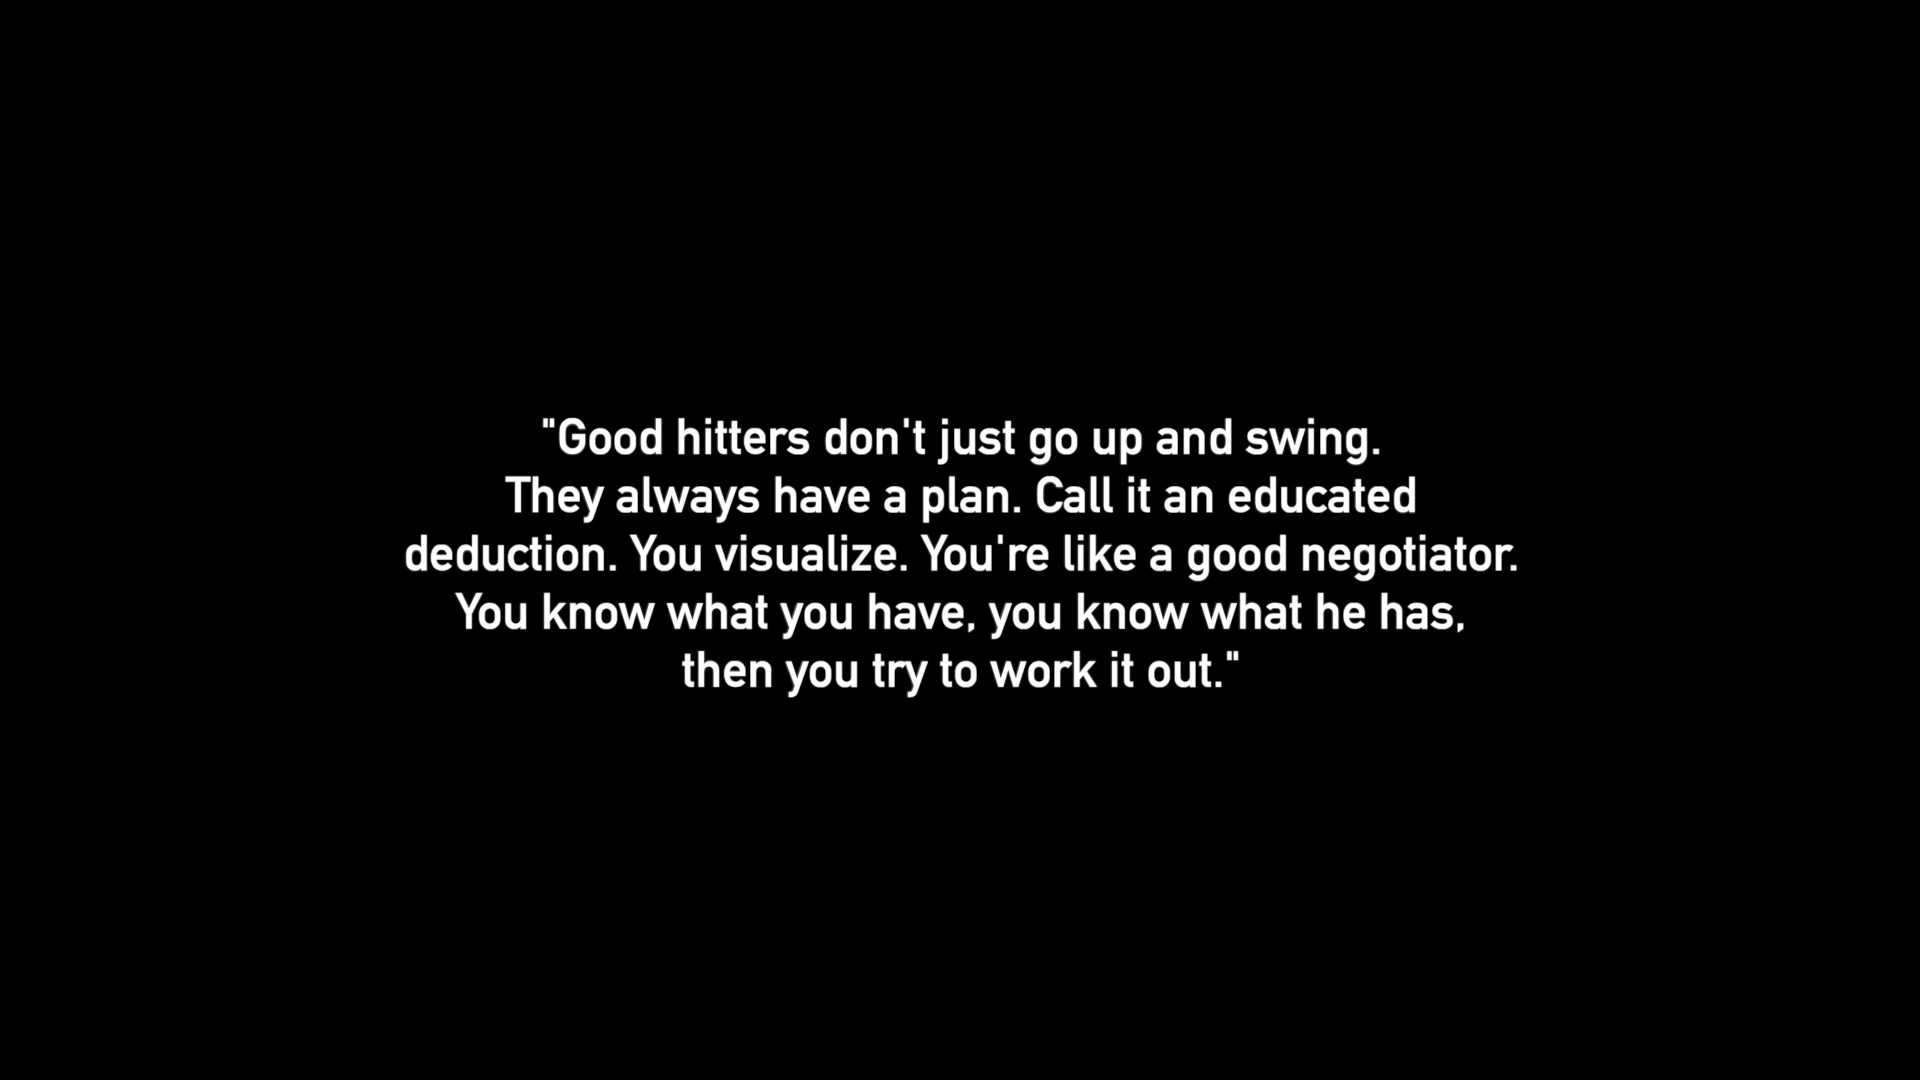 "Good hitters don't just go up and swing.
They always have a plan. Call it an educated
deduction. You visualize. You're like a good negotiator.
You know what you have, you know what he has,
then you try to work it out."